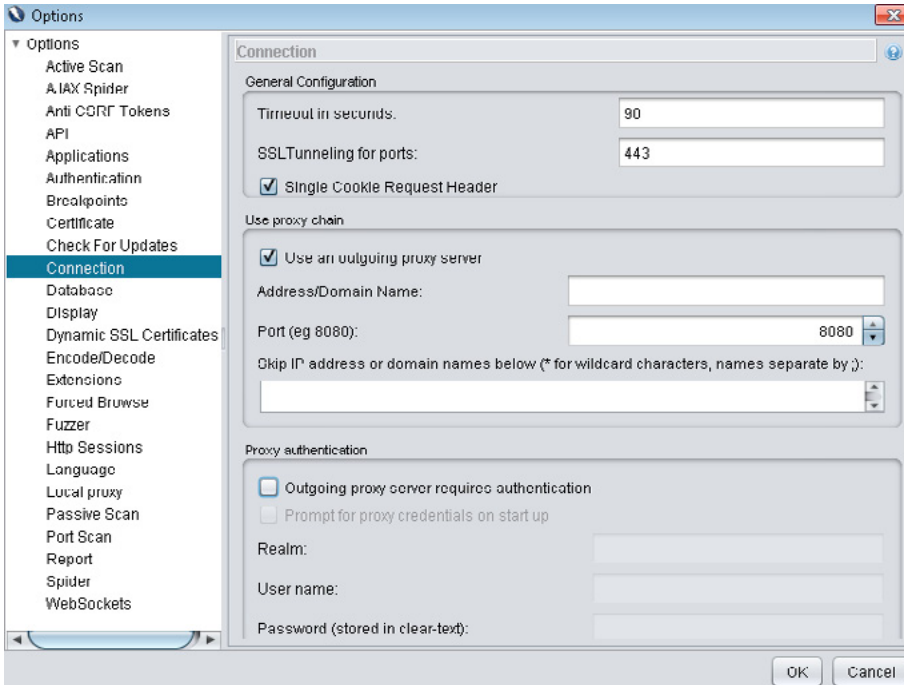 Options
Options
Active Scan
AJAX Spider
Anti CSRF Tokens
API
Applications
Authentication
Breakpoints
Certificate
Check For Updates
Connection
Database
Display
Dynamic SSL Certificates
Encode/Decode
Extensions
Forced Browse
Fuzzer
Http Sessions
Language
Local proxy
Passive Scan
Port Scan
Report
Spider
WebSockets
Connection
General Configuration
Timeout in seconds:
90
SSLTunneling for ports:
443
Single Cookie Request Header
Use proxy chain
Use an outgoing proxy server
Address/Domain Name:
Port (eg 8080):
8080
Skip IP address or domain names below (* for wildcard characters, names separate by ;):
Proxy authentication
Outgoing proxy server requires authentication
Prompt for proxy credentials on start up
Realm:
User name:
Password (stored in clear-text):
OK
Cancel